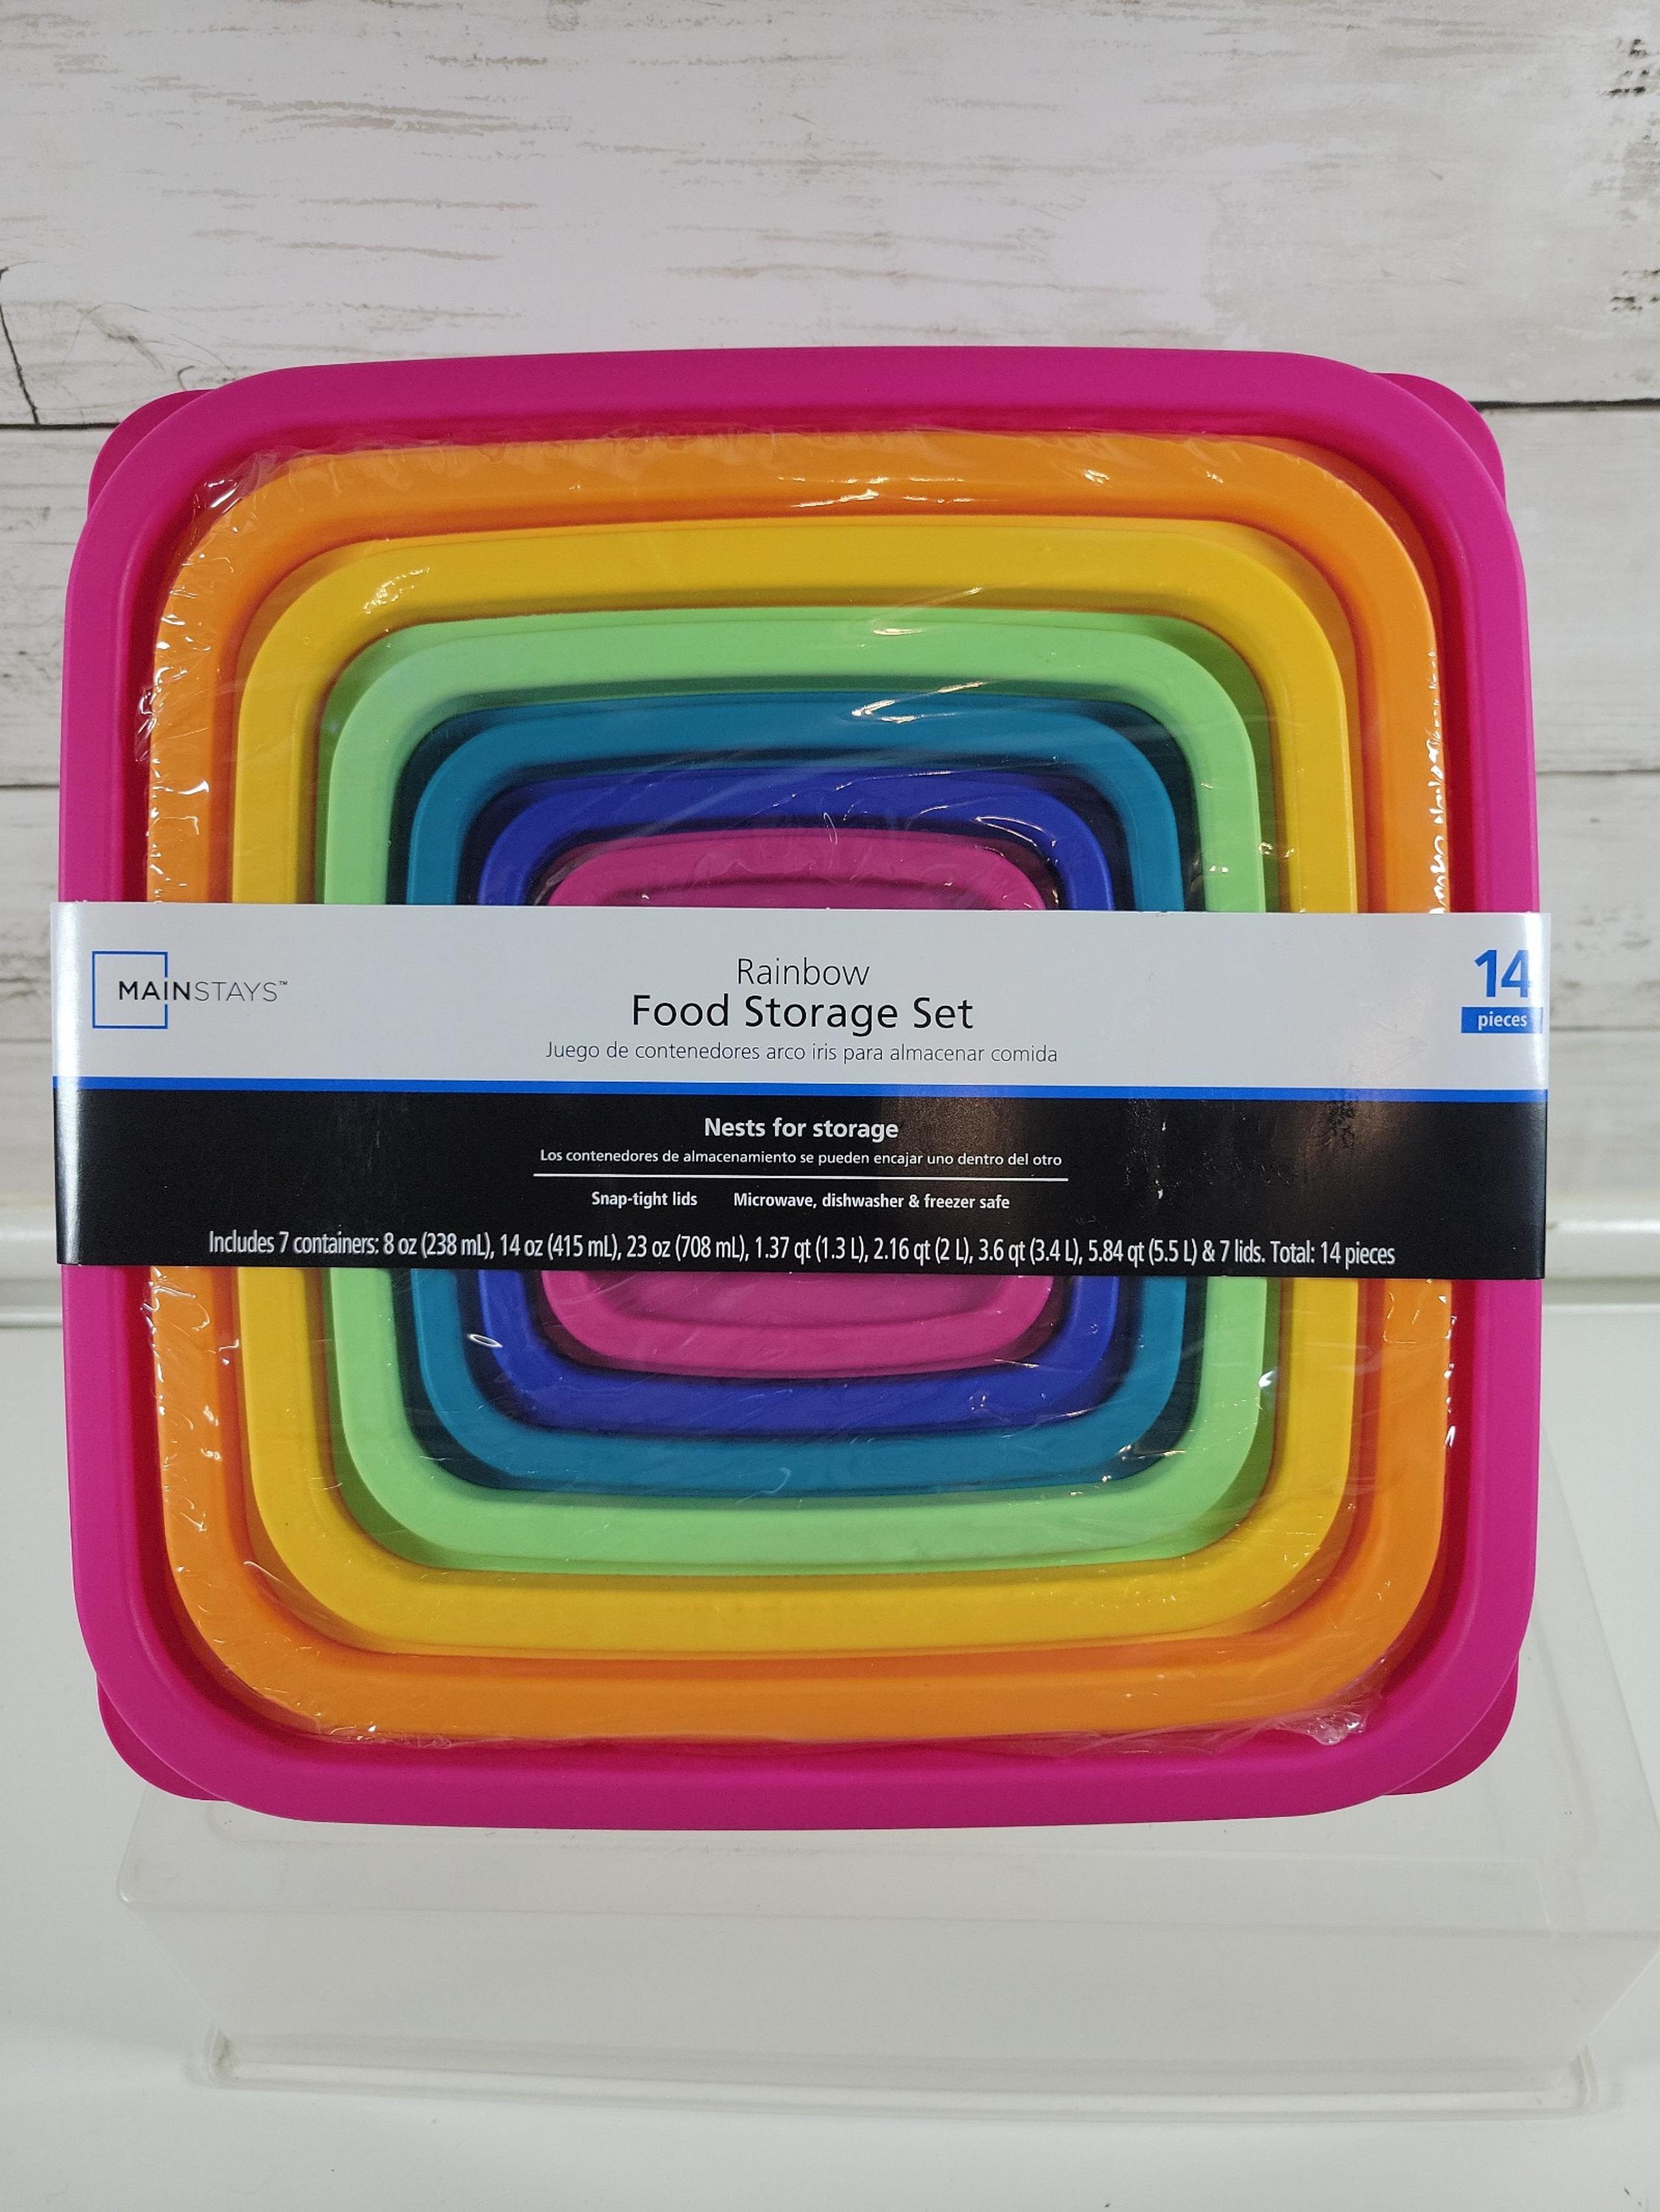 MAINSTAYS™
Rainbow
Food Storage Set
Juego de contenedores arco iris para almacenar comida
14
pieces
Nests for storage
Los contenedores de almacenamiento se pueden encajar uno dentro del otro
Snap-tight lids Microwave, dishwasher & freezer safe
Includes 7 containers: 8 oz (238 mL), 14 oz (415 mL), 23 oz (708 mL), 1.37 qt (1.3 L), 2.16 qt (2 L), 3.6 qt (3.4 L), 5.84 qt (5.5 L) & 7 lids. Total: 14 pieces